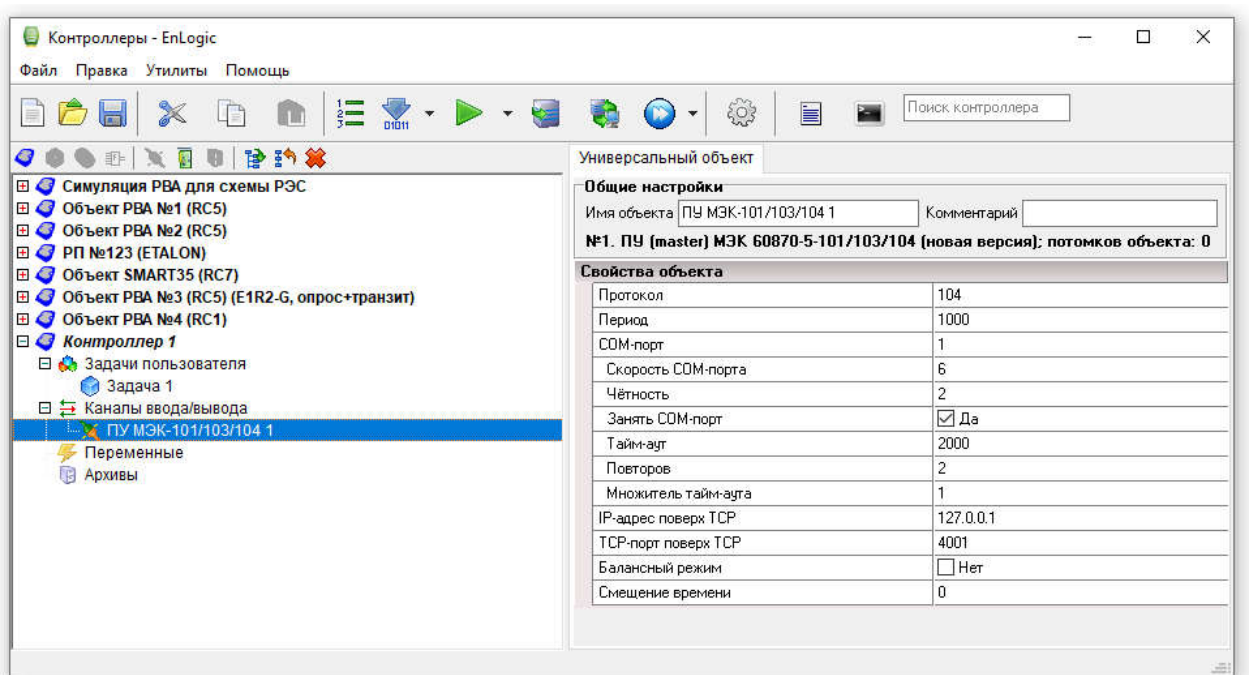 Контроллеры - EnLogic
Файл Правка Утилиты Помощь
Поиск контроллера
Симуляция РВА для схемы РЭС
Объект РВА №1 (RC5)
Объект РВА №2 (RC5)
РП №123 (ETALON)
Объект SMART35 (RC7)
Объект РВА №3 (RC5) (E1R2-G, опрос+транзит)
Объект РВА №4 (RC1)
Контроллер 1
Задачи пользователя
Задача 1
Каналы ввода/вывода
ПУ МЭК-101/103/104 1
Переменные
Архивы
Универсальный объект
Общие настройки
Имя объекта ПУ МЭК-101/103/104 1 Комментарий
№1. ПУ (master) МЭК 60870-5-101/103/104 (новая версия); потомков объекта: 0
Свойства объекта
Протокол 104
Период 1000
COM-порт 1
Скорость COM-порта 6
Чётность 2
Занять COM-порт Да
Тайм-аут 2000
Повторов 2
Множитель тайм-аута 1
IP-адрес поверх TCP 127.0.0.1
TCP-порт поверх TCP 4001
Балансный режим Нет
Смещение времени 0